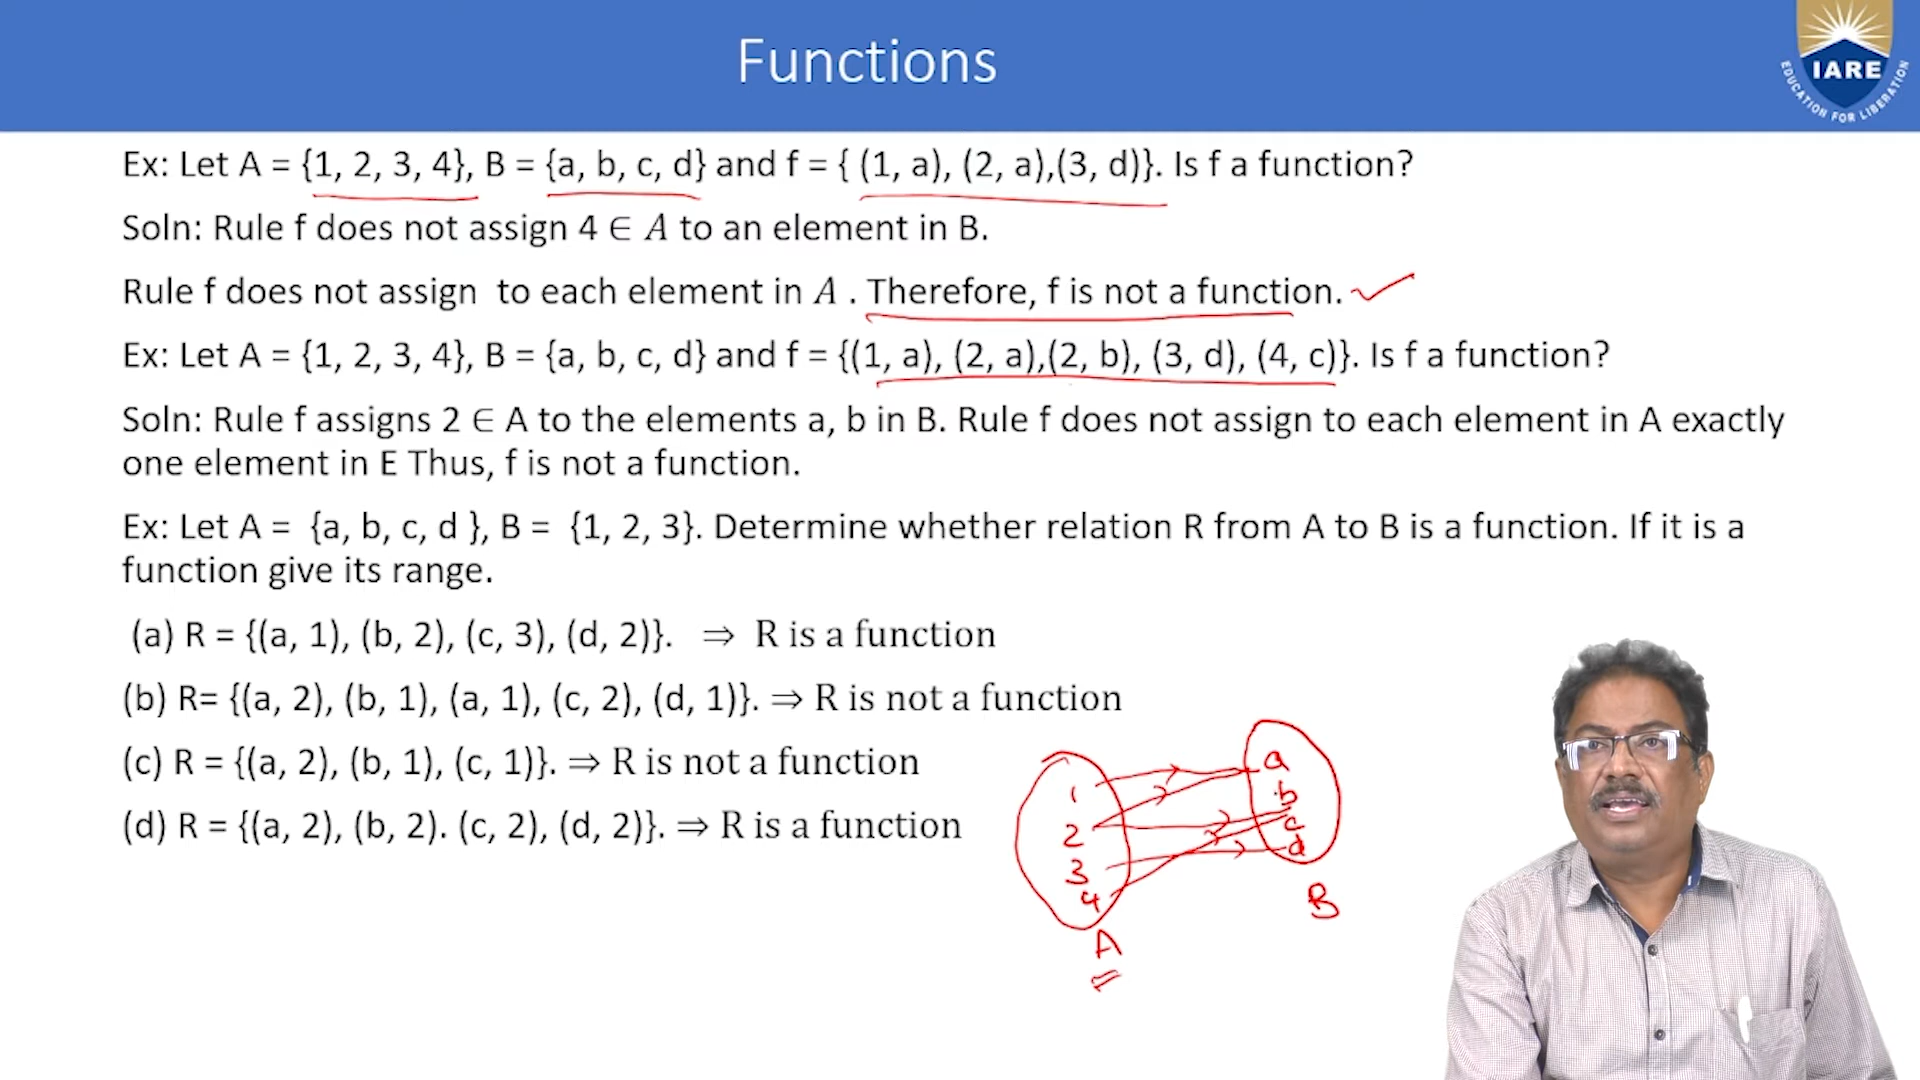 Functions
IARE
EDUCATION FOR LIBERATION
Ex: Let A = {1, 2, 3, 4}, B = {a, b, c, d} and f = { (1, a), (2, a),(3, d)}. Is f a function?
Soln: Rule f does not assign 4 ∈ A to an element in B.
Rule f does not assign to each element in A . Therefore, f is not a function.
Ex: Let A = {1, 2, 3, 4}, B = {a, b, c, d} and f = {(1, a), (2, a),(2, b), (3, d), (4, c)}. Is f a function?
Soln: Rule f assigns 2 ∈ A to the elements a, b in B. Rule f does not assign to each element in A exactly
one element in E Thus, f is not a function.
Ex: Let A = {a, b, c, d }, B = {1, 2, 3}. Determine whether relation R from A to B is a function. If it is a
function give its range.
(a) R = {(a, 1), (b, 2), (c, 3), (d, 2)}. ⇒ R is a function
(b) R= {(a, 2), (b, 1), (a, 1), (c, 2), (d, 1)}. ⇒ R is not a function
(c) R = {(a, 2), (b, 1), (c, 1)}. ⇒ R is not a function
(d) R = {(a, 2), (b, 2). (c, 2), (d, 2)}. ⇒ R is a function
1
2
3
4
A
a
b
c
d
B